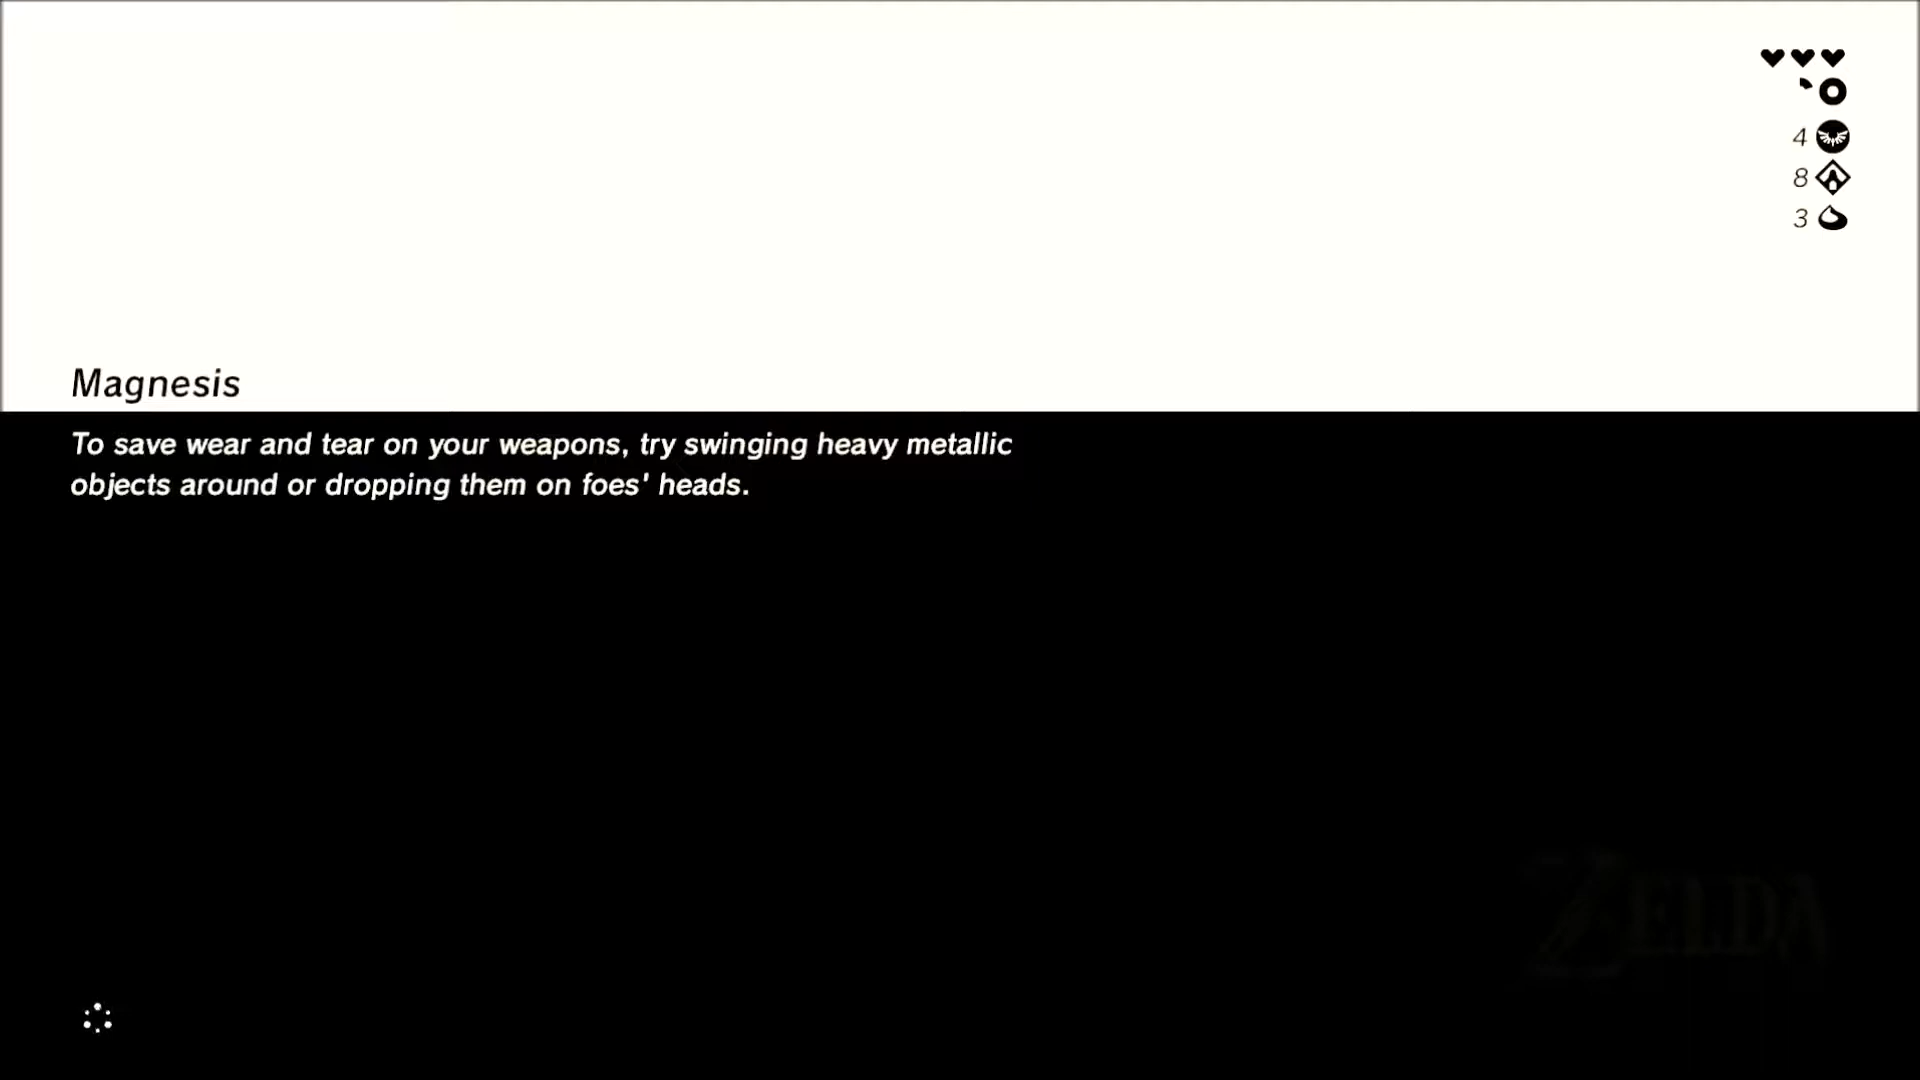 4
8
3
Magnesis
To save wear and tear on your weapons, try swinging heavy metallic
objects around or dropping them on foes' heads.
ZELDA